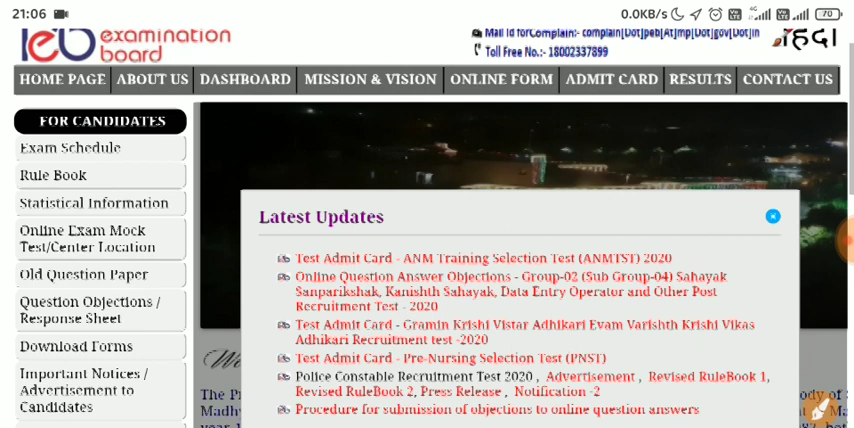 21:06
0.0KB/s
70
examination
board
Mail Id forComplain:- complain[Dot]peb[At]mp[Dot]gov[Dot]in
Toll Free No.:- 18002337899
HOME PAGE ABOUT US DASHBOARD MISSION & VISION ONLINE FORM ADMIT CARD RESULTS CONTACT US
FOR CANDIDATES
Exam Schedule
Rule Book
Statistical Information
Online Exam Mock
Test/Center Location
Old Question Paper
Question Objections /
Response Sheet
Download Forms
Important Notices /
Advertisement to
Candidates
Latest Updates
Test Admit Card - ANM Training Selection Test (ANMTST) 2020
Online Question Answer Objections - Group-02 (Sub Group-04) Sahayak
Sanparikshak, Kanishth Sahayak, Data Entry Operator and Other Post
Recruitment Test - 2020
Test Admit Card - Gramin Krishi Vistar Adhikari Evam Varishth Krishi Vikas
Adhikari Recruitment test -2020
Test Admit Card - Pre-Nursing Selection Test (PNST)
Police Constable Recruitment Test 2020 , Advertisement , Revised RuleBook 1,
Revised RuleBook 2, Press Release , Notification -2
Procedure for submission of objections to online question answers
We
The Pr
Madhy
ody of